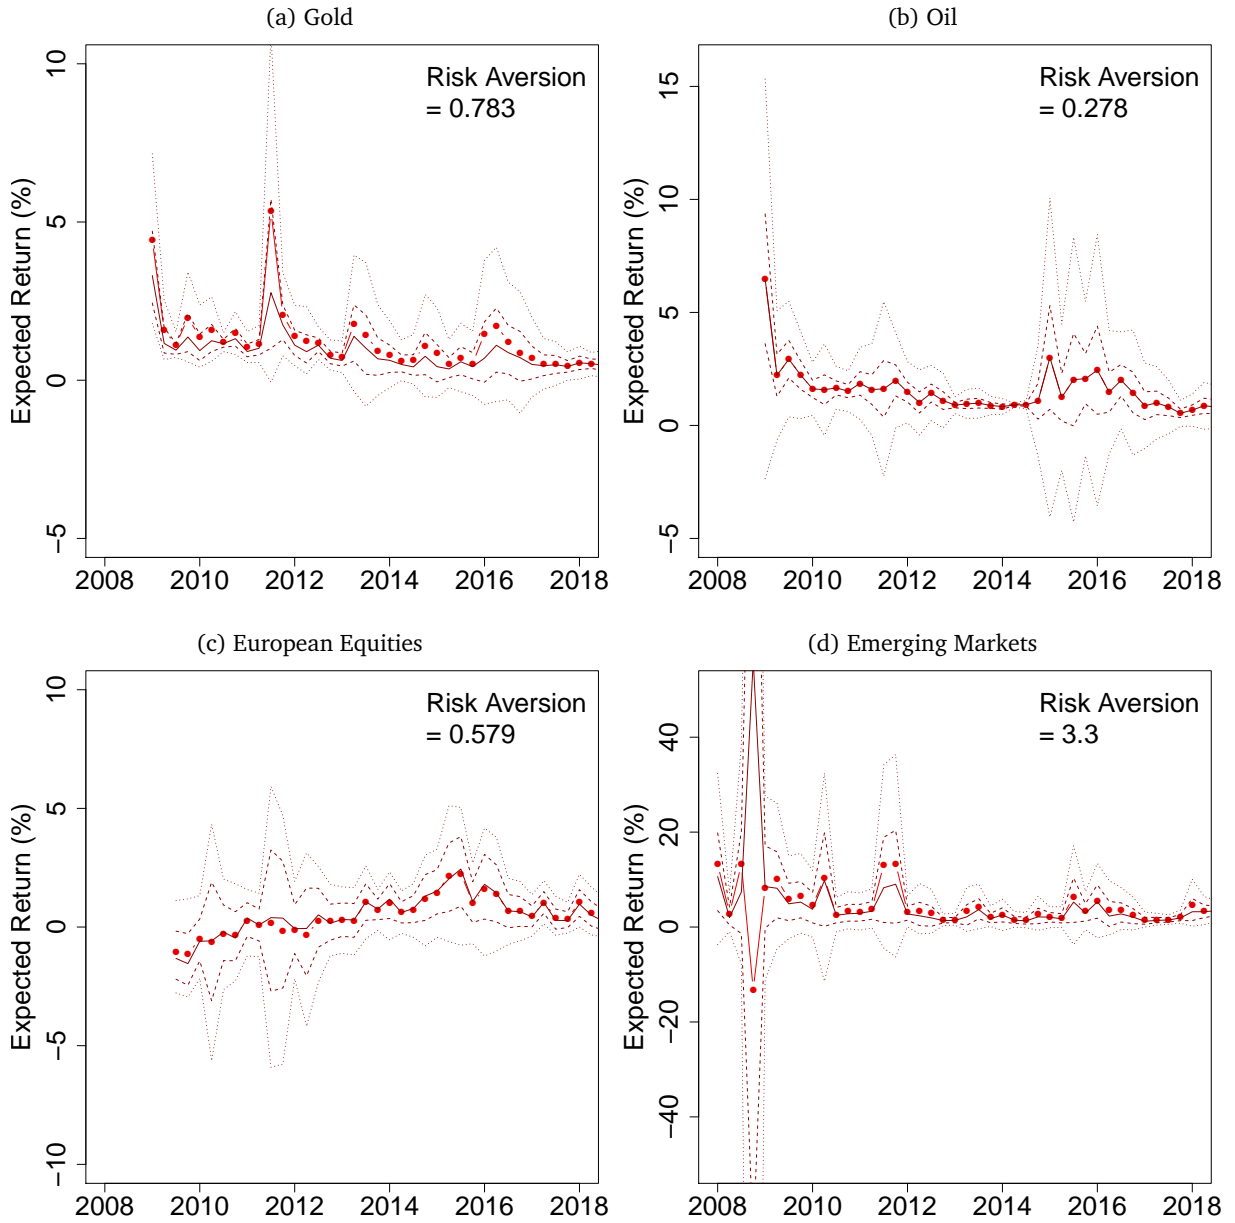 (a) Gold
Risk Aversion
= 0.783
Expected Return (%)
10
5
0
−5
2008 2010 2012 2014 2016 2018
(b) Oil
Risk Aversion
= 0.278
Expected Return (%)
15
10
5
0
−5
2008 2010 2012 2014 2016 2018
(c) European Equities
Risk Aversion
= 0.579
Expected Return (%)
10
5
0
−5
−10
2008 2010 2012 2014 2016 2018
(d) Emerging Markets
Risk Aversion
= 3.3
Expected Return (%)
40
20
0
−20
−40
2008 2010 2012 2014 2016 2018